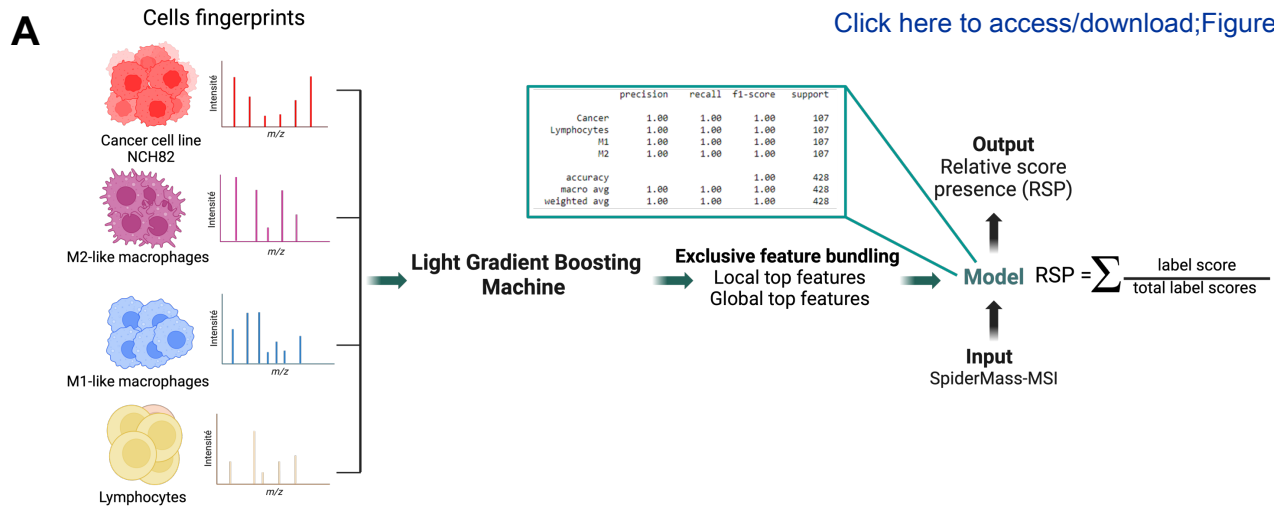 A
Cells fingerprints
Click here to access/download;Figure
Intensité
m/z
Cancer cell line
NCH82
Intensité
m/z
M2-like macrophages
Intensité
m/z
M1-like macrophages
Intensité
m/z
Lymphocytes
Light Gradient Boosting
Machine
precision recall f1-score support
Cancer 1.00 1.00 1.00 107
Lymphocytes 1.00 1.00 1.00 107
M1 1.00 1.00 1.00 107
M2 1.00 1.00 1.00 107
accuracy 1.00 428
macro avg 1.00 1.00 1.00 428
weighted avg 1.00 1.00 1.00 428
Exclusive feature bundling
Local top features
Global top features
Output
Relative score
presence (RSP)
Model
RSP = ∑ label score
total label scores
Input
SpiderMass-MSI